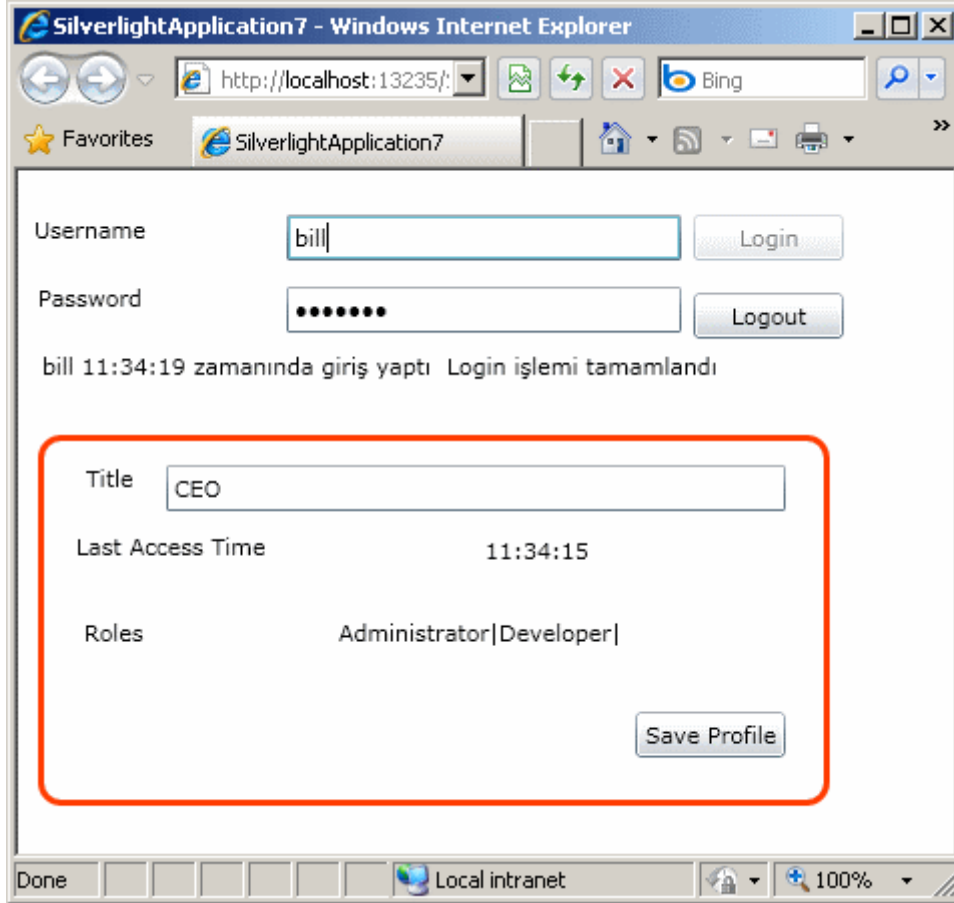 SilverlightApplication7 - Windows Internet Explorer
http://localhost:13235/
Bing
Favorites
SilverlightApplication7
Username
bill
Login
Password
•••••••
Logout
bill 11:34:19 zamanında giriş yaptı Login işlemi tamamlandı
Title
CEO
Last Access Time
11:34:15
Roles
Administrator|Developer|
Save Profile
Done
Local intranet
100%